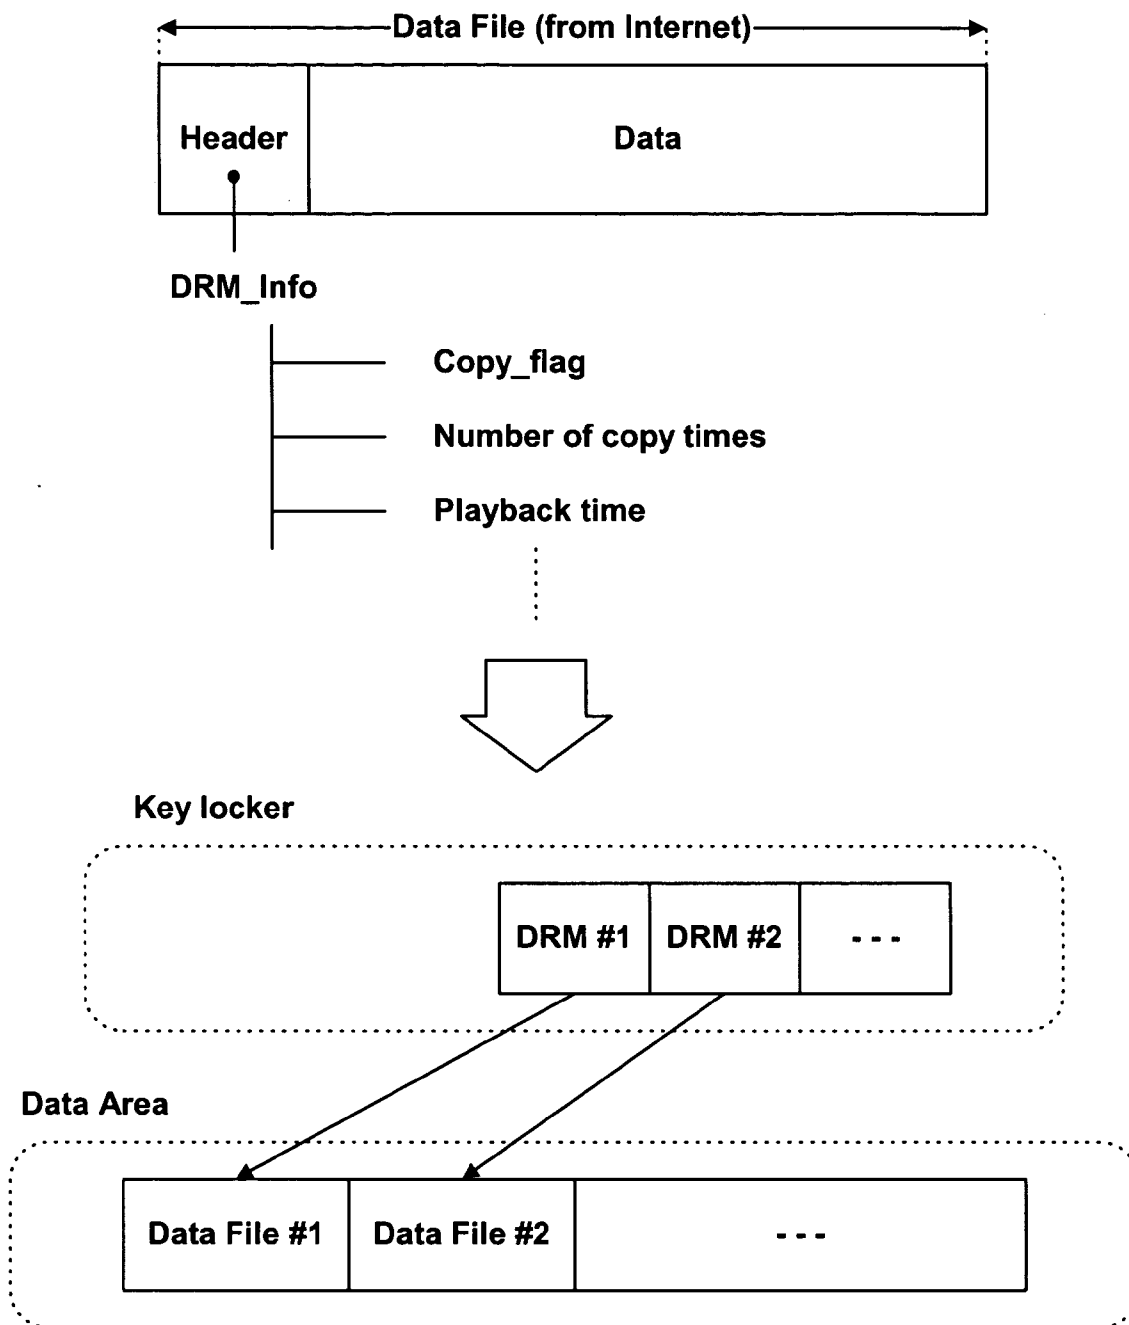 Data File (from Internet)
Header
Data
DRM_Info
Copy_flag
Number of copy times
Playback time
Key locker
DRM #1
DRM #2
---
Data Area
Data File #1
Data File #2
---